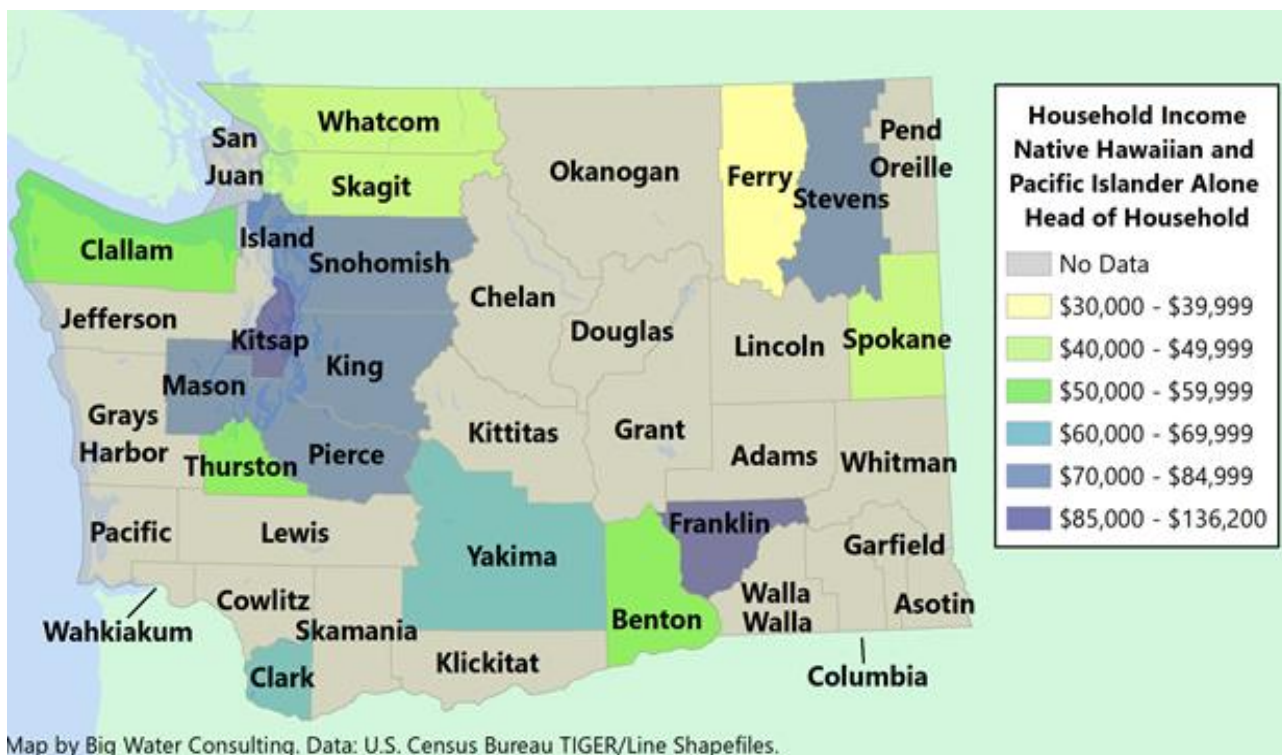 San
Juan
Whatcom
Skagit
Okanogan
Ferry
Stevens
Pend
Oreille
Clallam
Island
Snohomish
Chelan
Douglas
Lincoln
Spokane
Jefferson
Kitsap
King
Mason
Grays
Harbor
Thurston
Pierce
Kittitas
Grant
Adams
Whitman
Pacific
Lewis
Yakima
Franklin
Garfield
Benton
Walla
Walla
Asotin
Wahkiakum
Cowlitz
Skamania
Klickitat
Clark
Columbia
Household Income
Native Hawaiian and
Pacific Islander Alone
Head of Household
No Data
$30,000 - $39,999
$40,000 - $49,999
$50,000 - $59,999
$60,000 - $69,999
$70,000 - $84,999
$85,000 - $136,200
Map by Big Water Consulting. Data: U.S. Census Bureau TIGER/Line Shapefiles.